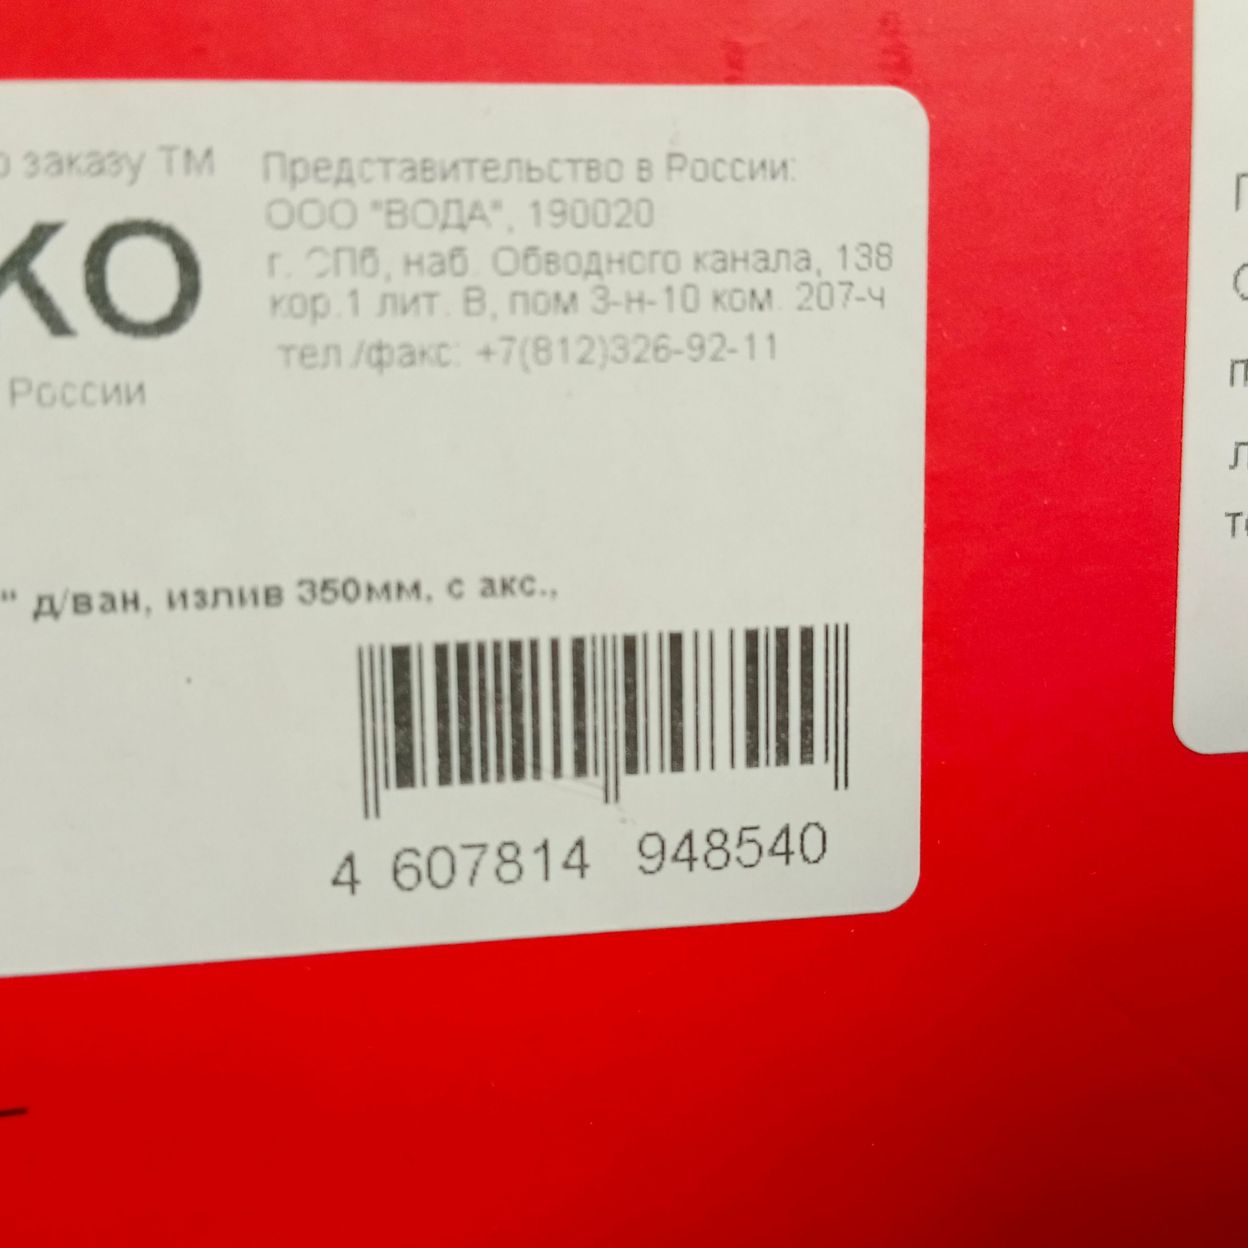 заказу ТМ
КО
России
Представительство в России:
ООО "ВОДА", 190020
г. СПб, наб. Обводного канала, 138
кор.1 лит. В, пом 3-н-10 ком. 207-ч
тел./факс: +7(812)326-92-11
" д/ван, излив 350мм, с акс.,
4 607814 948540